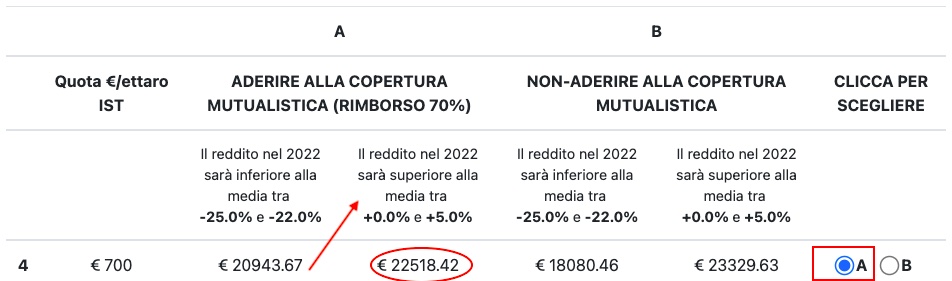 A B
Quota €/ettaro IST ADERIRE ALLA COPERTURA MUTUALISTICA (RIMBORSO 70%) NON-ADERIRE ALLA COPERTURA MUTUALISTICA CLICCA PER SCEGLIERE
Il reddito nel 2022 Il reddito nel 2022 Il reddito nel 2022 Il reddito nel 2022
sarà inferiore alla sarà superiore alla sarà inferiore alla sarà superiore alla
media tra media tra media tra media tra
-25.0% e -22.0% +0.0% e +5.0% -25.0% e -22.0% +0.0% e +5.0%
4 € 700 € 20943.67 € 22518.42 € 18080.46 € 23329.63 A B